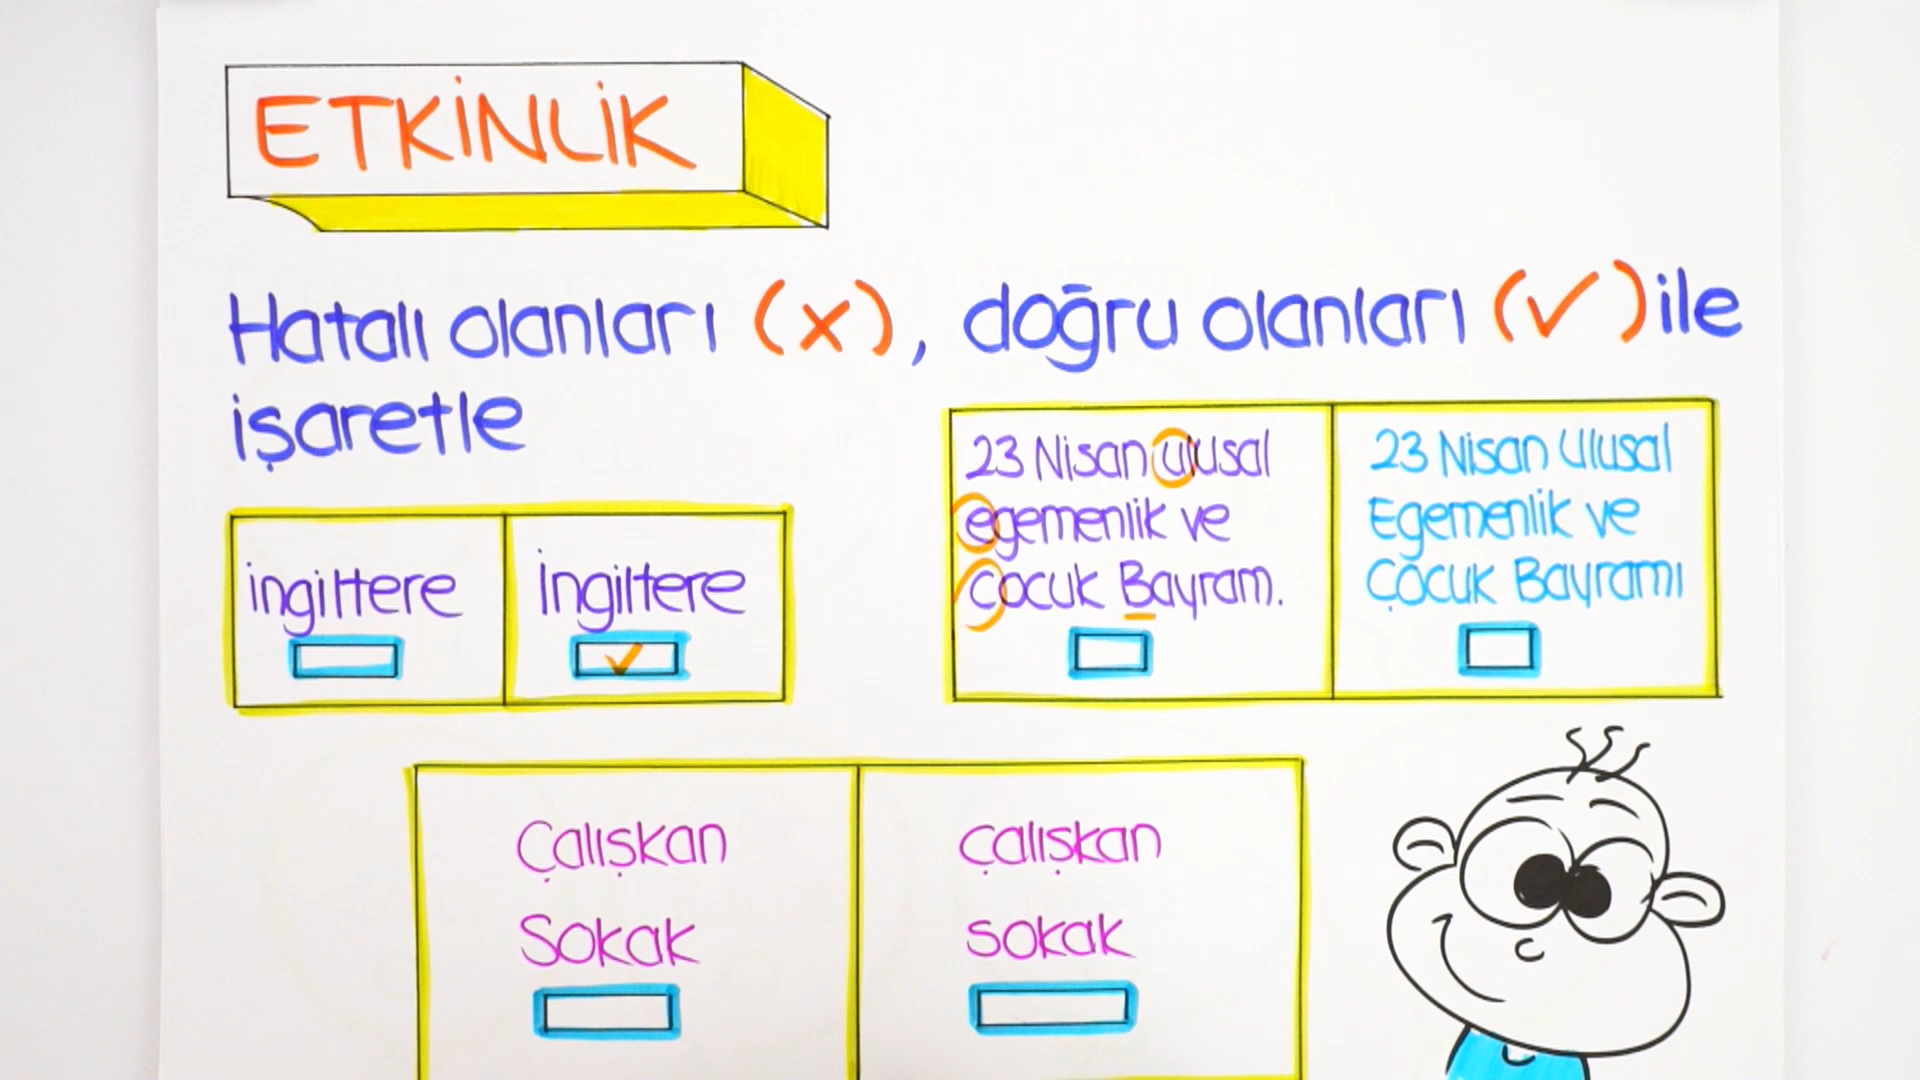 ETKİNLİK
Hatalı olanları (x), doğru olanları (✓) ile
işaretle
ingiltere
İngiltere
✓
23 Nisan ulusal
egemenlik ve
çocuk Bayram.
23 Nisan Ulusal
Egemenlik ve
Çocuk Bayramı
Çalışkan
Sokak
çalışkan
sokak